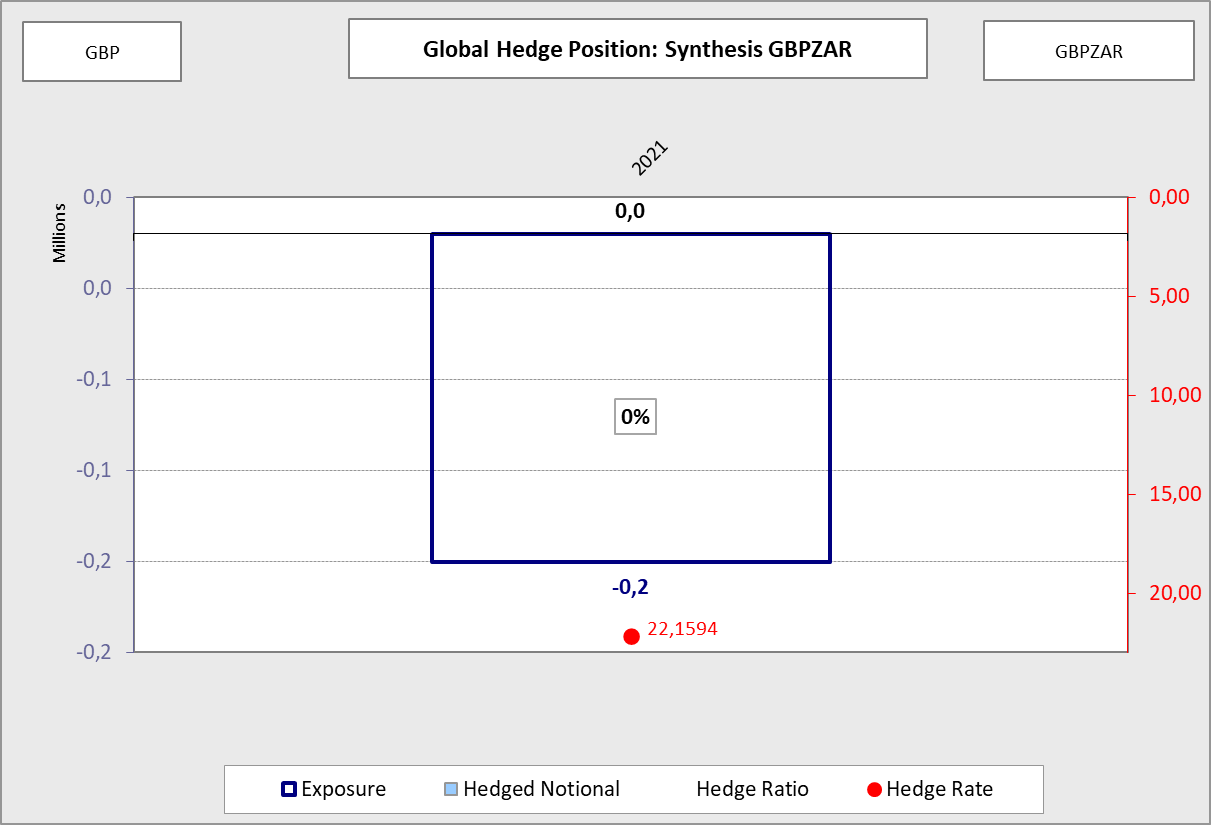 GBP
Global Hedge Position: Synthesis GBPZAR
GBPZAR
2021
Millions
0,0
0,0
-0,1
-0,1
-0,2
-0,2
0,0
0%
-0,2
22,1594
0,00
5,00
10,00
15,00
20,00
Exposure
Hedged Notional
Hedge Ratio
Hedge Rate